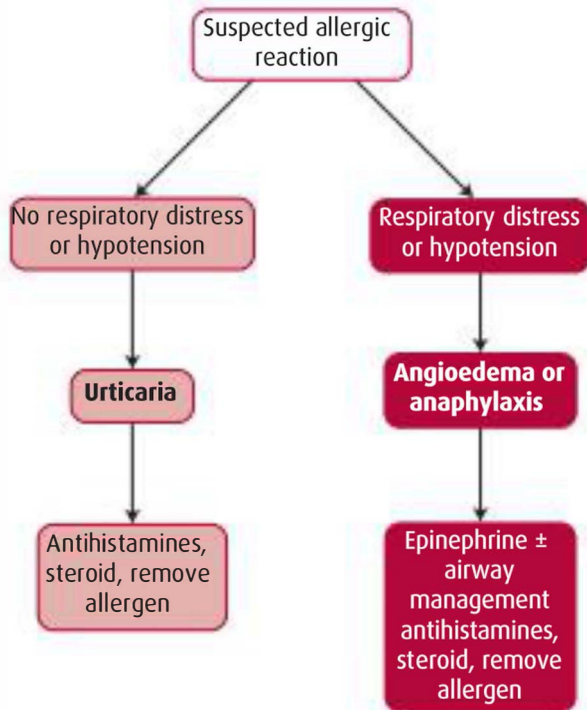 Suspected allergic
reaction
No respiratory distress
or hypotension
Respiratory distress
or hypotension
Urticaria
Angioedema or
anaphylaxis
Antihistamines,
steroid, remove
allergen
Epinephrine ±
airway
management
antihistamines,
steroid, remove
allergen